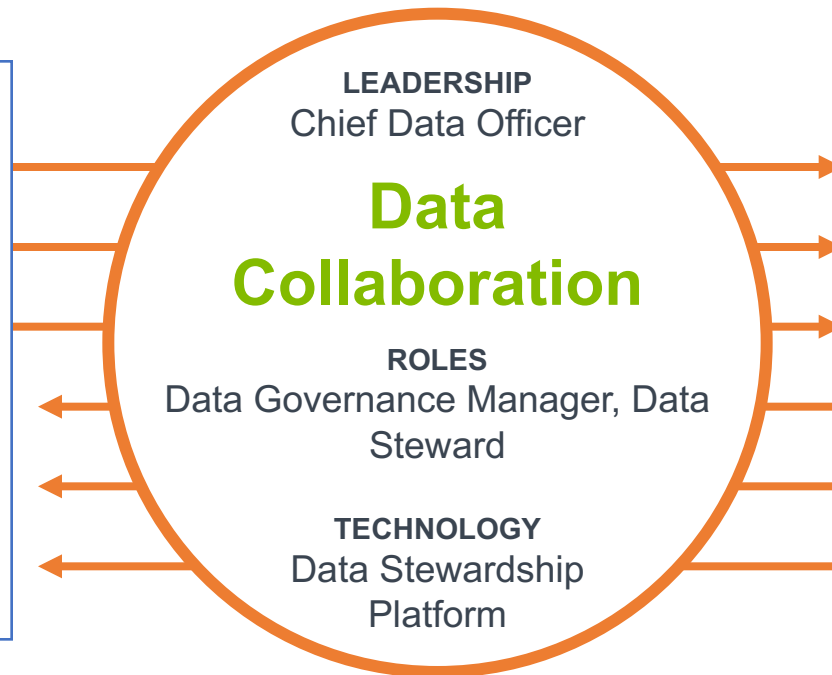 LEADERSHIP
Chief Data Officer
Data
Collaboration
ROLES
Data Governance Manager, Data
Steward
TECHNOLOGY
Data Stewardship
Platform